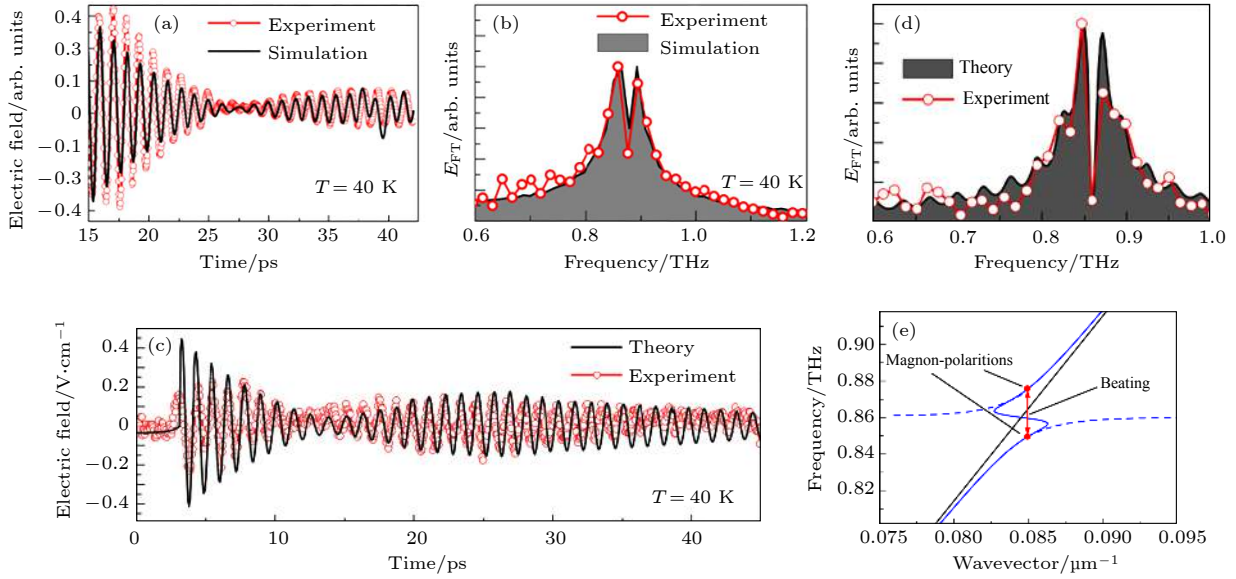 (a)
Experiment
Simulation
Electric field/arb. units
0.4
0.3
0.1
0
−0.1
−0.3
0.4
T = 40 K
15 20 25 30 35 40
Time/ps
(b)
Experiment
Simulation
E_FT/arb. units
T = 40 K
0.6 0.8 1.0 1.2
Frequency/THz
(d)
Theory
Experiment
E_FT/arb. units
0.6 0.7 0.8 0.9 1.0
Frequency/THz
(c)
Theory
Experiment
Electric field/V·cm⁻¹
0.4
0.2
0
−0.2
−0.4
T = 40 K
0 10 20 30 40
Time/ps
(e)
Magnon-polaritions
Beating
Frequency/THz
0.90
0.88
0.86
0.84
0.82
0.075 0.080 0.085 0.090 0.095
Wavevector/µm⁻¹